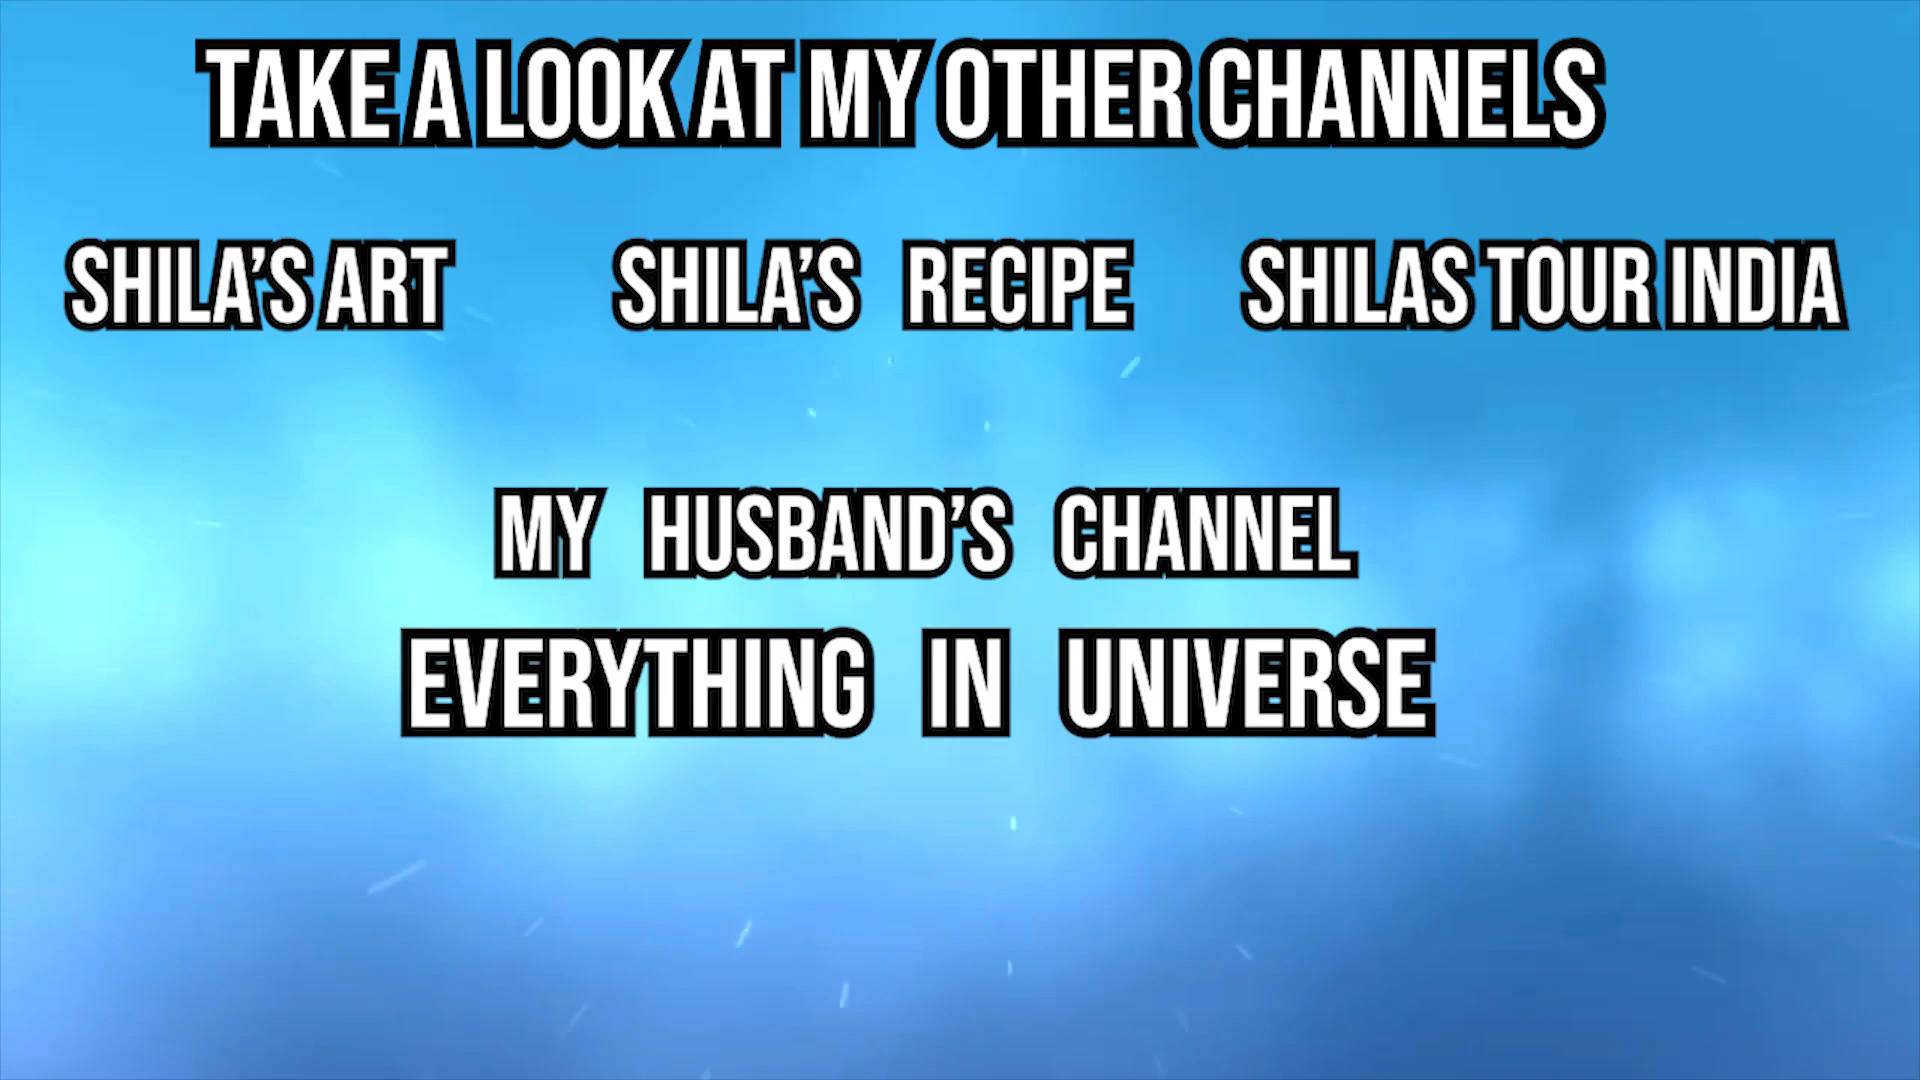 TAKE A LOOK AT MY OTHER CHANNELS
SHILA'S ART SHILA'S RECIPE SHILAS TOUR INDIA
MY HUSBAND'S CHANNEL
EVERYTHING IN UNIVERSE